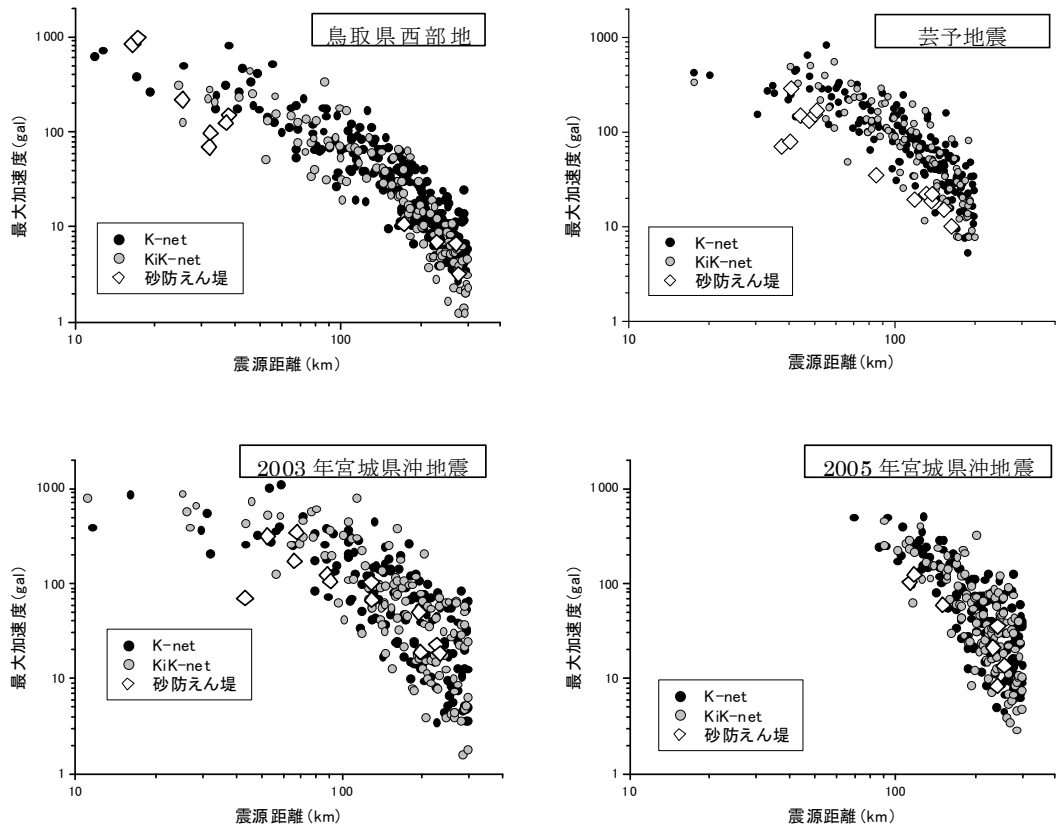 鳥取県西部地
最大加速度(gal)
1000
100
10
1
K-net
KiK-net
砂防えん堤
10
100
震源距離(km)
芸予地震
最大加速度(gal)
1000
100
10
1
K-net
KiK-net
砂防えん堤
10
100
震源距離(km)
2003 年宮城県沖地震
最大加速度(gal)
1000
100
10
1
K-net
KiK-net
砂防えん堤
10
100
震源距離(km)
2005 年宮城県沖地震
最大加速度(gal)
1000
100
10
1
K-net
KiK-net
砂防えん堤
10
100
震源距離(km)